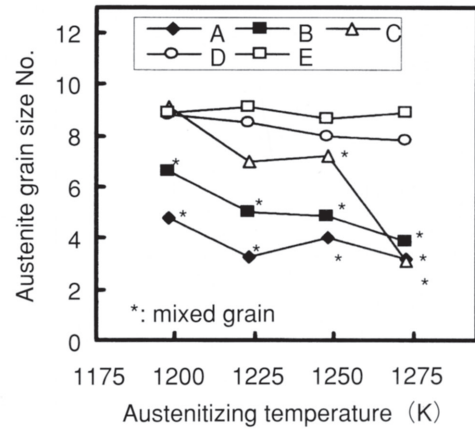 A B C
D E
12
10
8
6
4
2
0
Austenite grain size No.
* * * * * * * * * * *
*: mixed grain
1175 1200 1225 1250 1275
Austenitizing temperature (K)